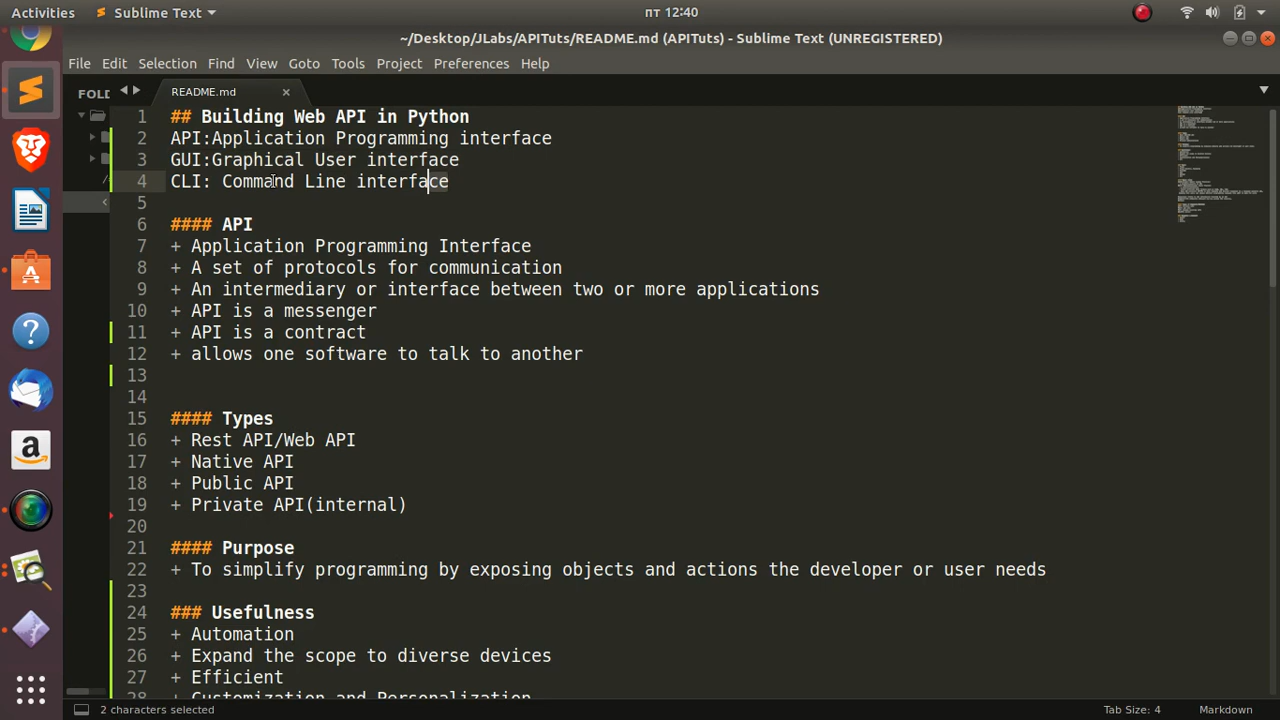 Activities
Sublime Text
пт 12:40
~/Desktop/JLabs/APITuts/README.md (APITuts) - Sublime Text (UNREGISTERED)
File Edit Selection Find View Goto Tools Project Preferences Help
FOLD
README.md ×
1 ## Building Web API in Python
2 API:Application Programming interface
3 GUI:Graphical User interface
4 CLI: Command Line interface
5
6 #### API
7 + Application Programming Interface
8 + A set of protocols for communication
9 + An intermediary or interface between two or more applications
10 + API is a messenger
11 + API is a contract
12 + allows one software to talk to another
13
14
15 #### Types
16 + Rest API/Web API
17 + Native API
18 + Public API
19 + Private API(internal)
20
21 #### Purpose
22 + To simplify programming by exposing objects and actions the developer or user needs
23
24 ### Usefulness
25 + Automation
26 + Expand the scope to diverse devices
27 + Efficient
28 + Customization and Personalization
2 characters selected
Tab Size: 4
Markdown